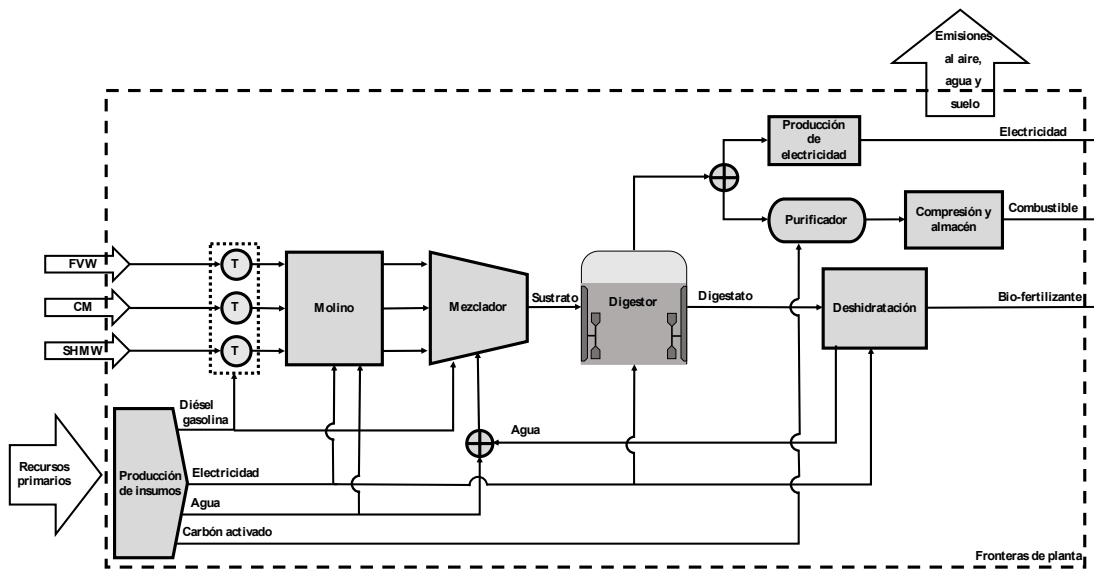 Emisiones
al aire,
agua y
suelo
Producción
de
electricidad
Electricidad
Purificador
Compresión y
almacén
Combustible
FVW
T
CM
T
SHMW
T
Molino
Mezclador
Sustrato
Digestor
Digestato
Deshidratación
Bio-fertilizante
Diésel
gasolina
Agua
Recursos
primarios
Producción
de insumos
Electricidad
Agua
Carbón activado
Fronteras de planta